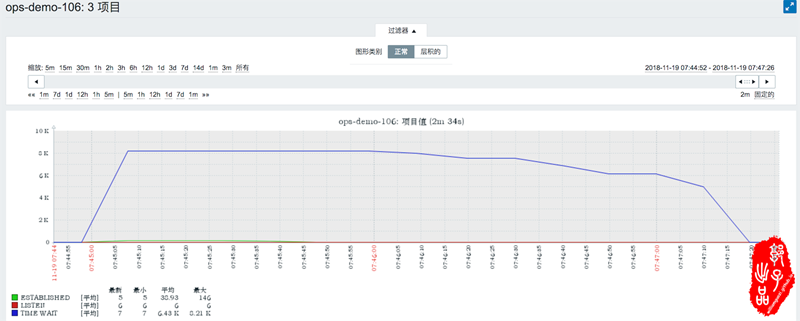 ops-demo-106: 3 项目
过滤器 ▲
图形类别 正常 层积的
缩放: 5m 15m 30m 1h 2h 3h 6h 12h 1d 3d 7d 14d 1m 3m 所有
2018-11-19 07:44:52 - 2018-11-19 07:47:26
«« 1m 7d 1d 12h 1h 5m | 5m 1h 12h 1d 7d 1m »»
2m 固定的
ops-demo-106: 项目值 (2m 34s)
10 K
8 K
6 K
4 K
2 K
0
11-19 07:44 07:44:55 07:45:00 07:45:05 07:45:10 07:45:15 07:45:20 07:45:25 07:45:30 07:45:35 07:45:40 07:45:45 07:45:50 07:45:55 07:46:00 07:46:05 07:46:10 07:46:15 07:46:20 07:46:25 07:46:30 07:46:35 07:46:40 07:46:45 07:46:50 07:46:55 07:47:00 07:47:05 07:47:10 07:47:15 07:47:20
最新 最小 平均 最大
ESTABLISHED [平均] 5 5 38.93 146
LISTEN [平均] 6 6 6 6
TIME WAIT [平均] 7 7 6.43 K 8.21 K